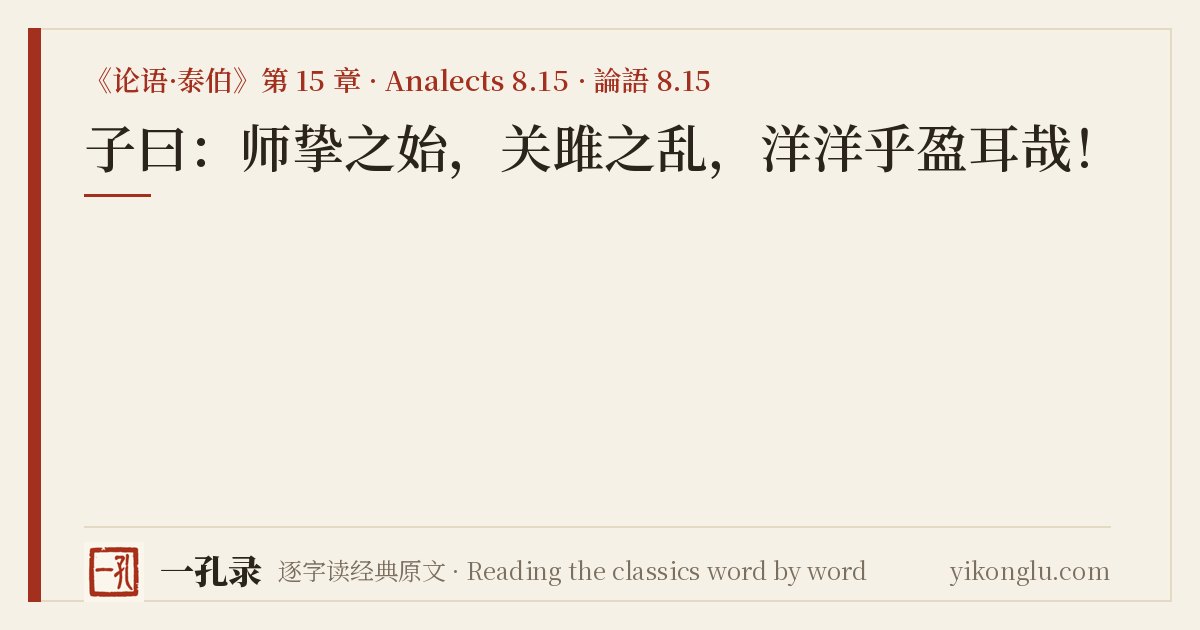 《论语·泰伯》第 15 章 · Analects 8.15 · 論語 8.15
子曰：师挚之始，关雎之乱，洋洋乎盈耳哉！
一孔
一孔录 逐字读经典原文 · Reading the classics word by word yikonglu.com